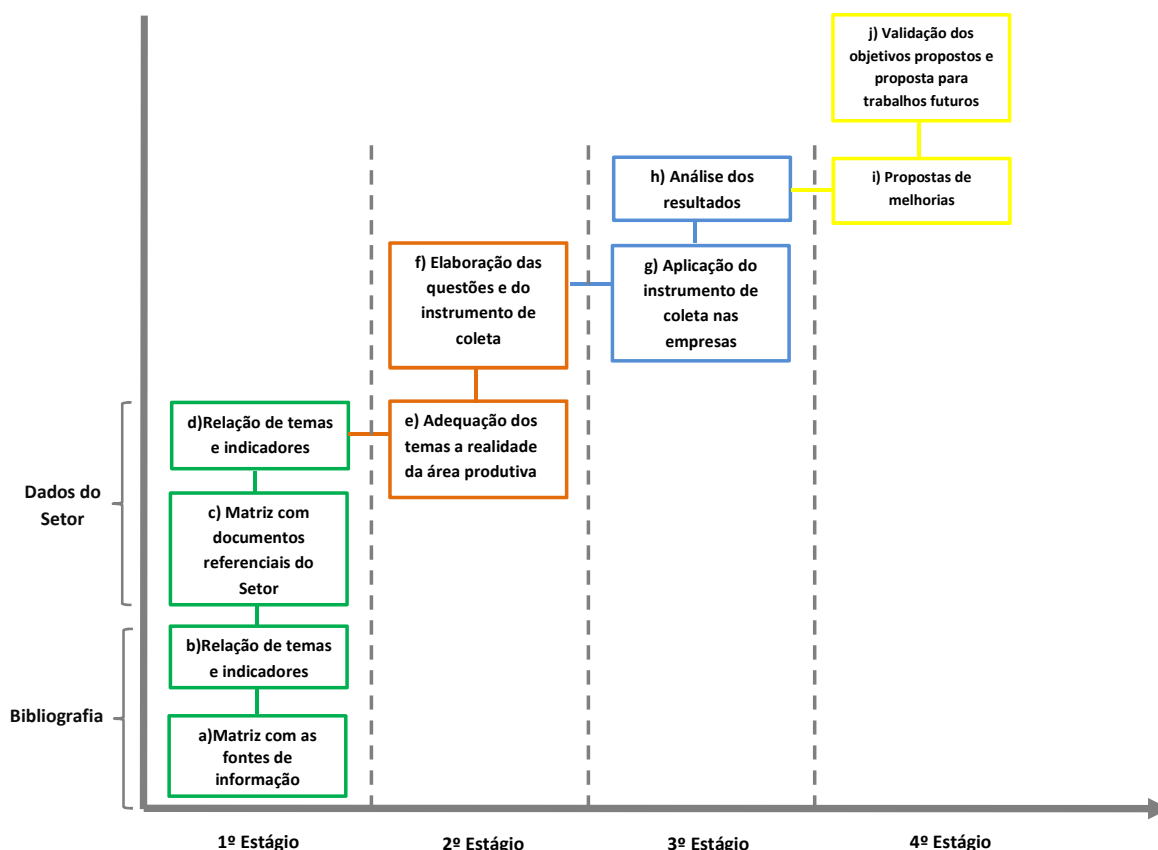 j) Validação dos
objetivos propostos e
proposta para
trabalhos futuros
h) Análise dos
resultados
i) Propostas de
melhorias
f) Elaboração das
questões e do
instrumento de
coleta
g) Aplicação do
instrumento de
coleta nas
empresas
d)Relação de temas
e indicadores
e) Adequação dos
temas a realidade
da área produtiva
Dados do
Setor
c) Matriz com
documentos
referenciais do
Setor
b)Relação de temas
e indicadores
Bibliografia
a)Matriz com as
fontes de
informação
1º Estágio
2º Estágio
3º Estágio
4º Estágio